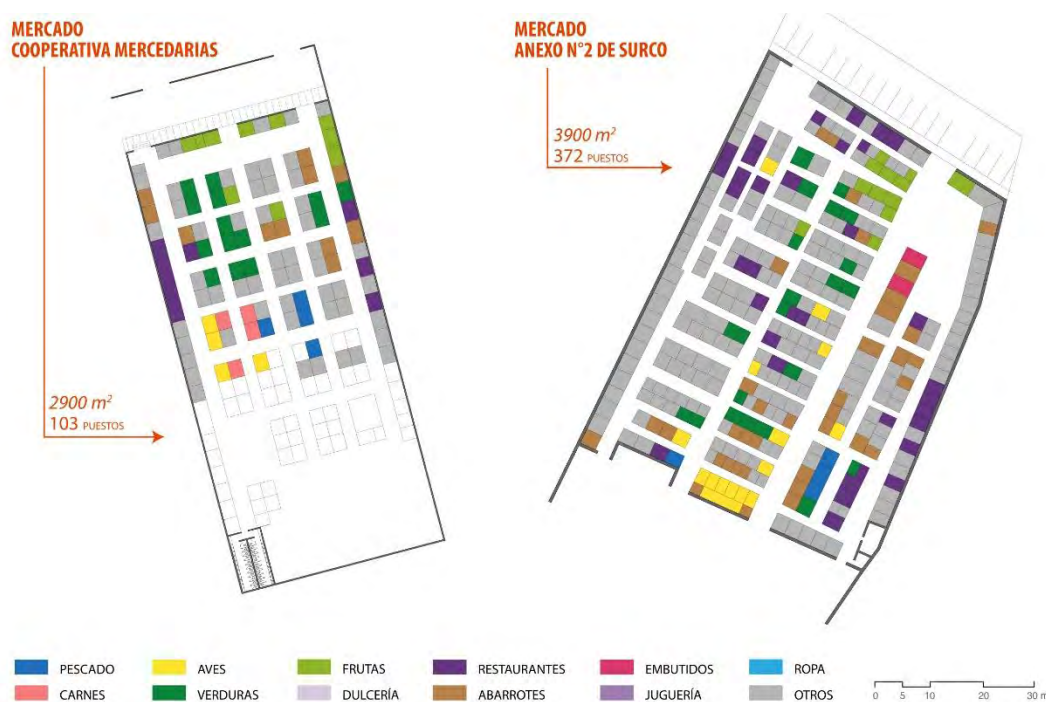 MERCADO
COOPERATIVA MERCEDARIAS
2900 m²
103 PUESTOS
MERCADO
ANEXO N°2 DE SURCO
3900 m²
372 PUESTOS
PESCADO
AVES
FRUTAS
RESTAURANTES
EMBUTIDOS
ROPA
CARNES
VERDURAS
DULCERÍA
ABARROTES
JUGUERÍA
OTROS
0 5 10 20 30 m